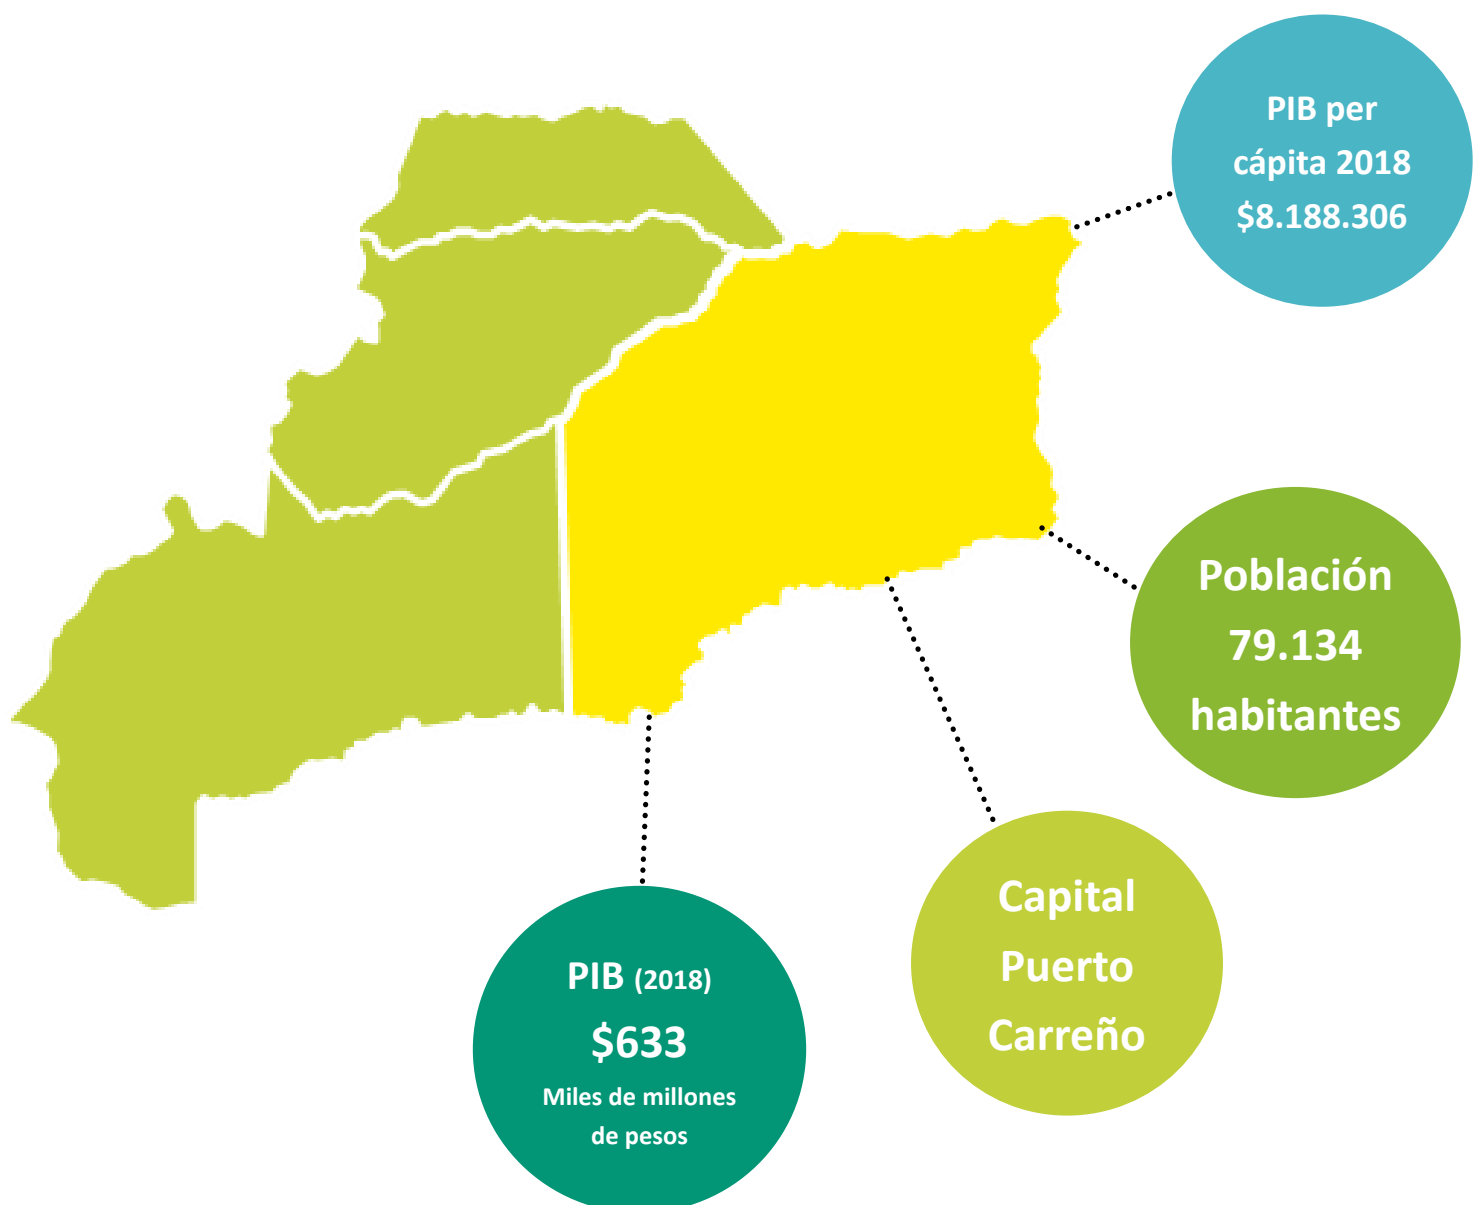 PIB per
cápita 2018
$8.188.306
Población
79.134
habitantes
Capital
Puerto
Carreño
PIB (2018)
$633
Miles de millones
de pesos